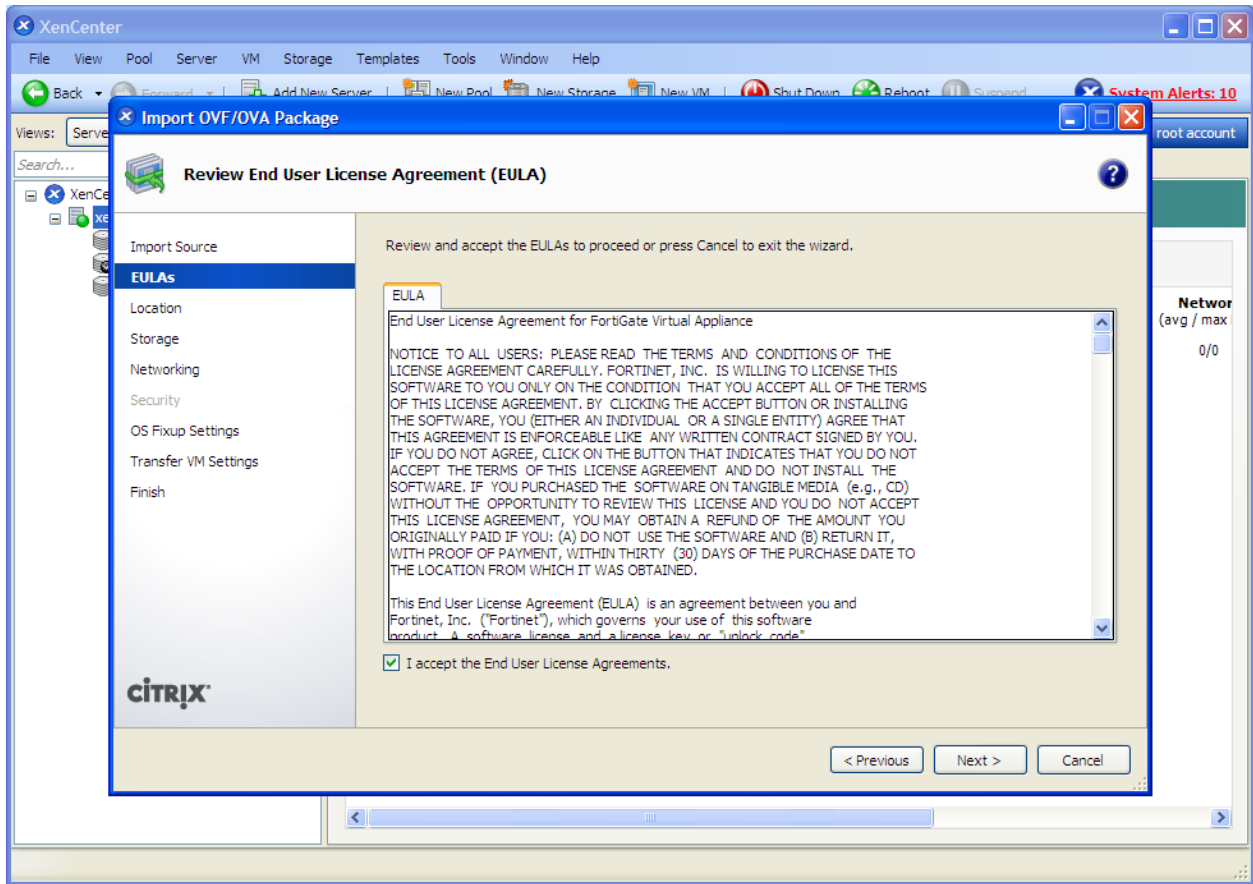 XenCenter
File View Pool Server VM Storage Templates Tools Window Help
Back Forward Add New Server New Pool New Storage New VM Shut Down Reboot Suspend System Alerts: 10
Views: Serve
root account
Search...
XenCe
xe
Import OVF/OVA Package
Review End User License Agreement (EULA)
?
Import Source
EULAs
Location
Storage
Networking
Security
OS Fixup Settings
Transfer VM Settings
Finish
CITRIX
Review and accept the EULAs to proceed or press Cancel to exit the wizard.
EULA
End User License Agreement for FortiGate Virtual Appliance
NOTICE TO ALL USERS: PLEASE READ THE TERMS AND CONDITIONS OF THE
LICENSE AGREEMENT CAREFULLY. FORTINET, INC. IS WILLING TO LICENSE THIS
SOFTWARE TO YOU ONLY ON THE CONDITION THAT YOU ACCEPT ALL OF THE TERMS
OF THIS LICENSE AGREEMENT. BY CLICKING THE ACCEPT BUTTON OR INSTALLING
THE SOFTWARE, YOU (EITHER AN INDIVIDUAL OR A SINGLE ENTITY) AGREE THAT
THIS AGREEMENT IS ENFORCEABLE LIKE ANY WRITTEN CONTRACT SIGNED BY YOU.
IF YOU DO NOT AGREE, CLICK ON THE BUTTON THAT INDICATES THAT YOU DO NOT
ACCEPT THE TERMS OF THIS LICENSE AGREEMENT AND DO NOT INSTALL THE
SOFTWARE. IF YOU PURCHASED THE SOFTWARE ON TANGIBLE MEDIA (e.g., CD)
WITHOUT THE OPPORTUNITY TO REVIEW THIS LICENSE AND YOU DO NOT ACCEPT
THIS LICENSE AGREEMENT, YOU MAY OBTAIN A REFUND OF THE AMOUNT YOU
ORIGINALLY PAID IF YOU: (A) DO NOT USE THE SOFTWARE AND (B) RETURN IT,
WITH PROOF OF PAYMENT, WITHIN THIRTY (30) DAYS OF THE PURCHASE DATE TO
THE LOCATION FROM WHICH IT WAS OBTAINED.
This End User License Agreement (EULA) is an agreement between you and
Fortinet, Inc. ("Fortinet"), which governs your use of this software
product. A software license and a license key or "unlock code"
I accept the End User License Agreements.
< Previous Next > Cancel
Networ
(avg / max
0/0